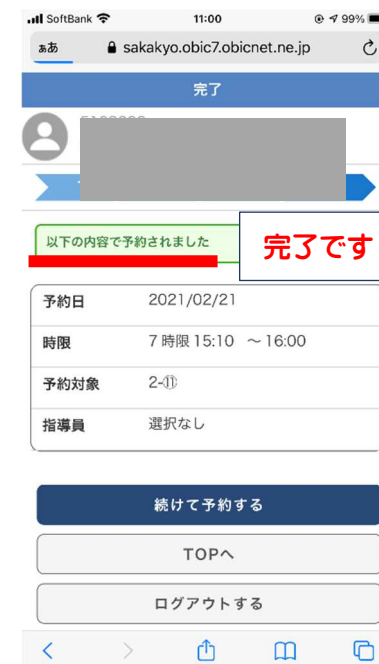 SoftBank 11:00 99%
ああ sakakyo.obic7.obicnet.ne.jp
完了
以下の内容で予約されました
完了です
予約日 2021/02/21
時限 7時限 15:10 ～ 16:00
予約対象 2-⑪
指導員 選択なし
続けて予約する
TOPへ
ログアウトする